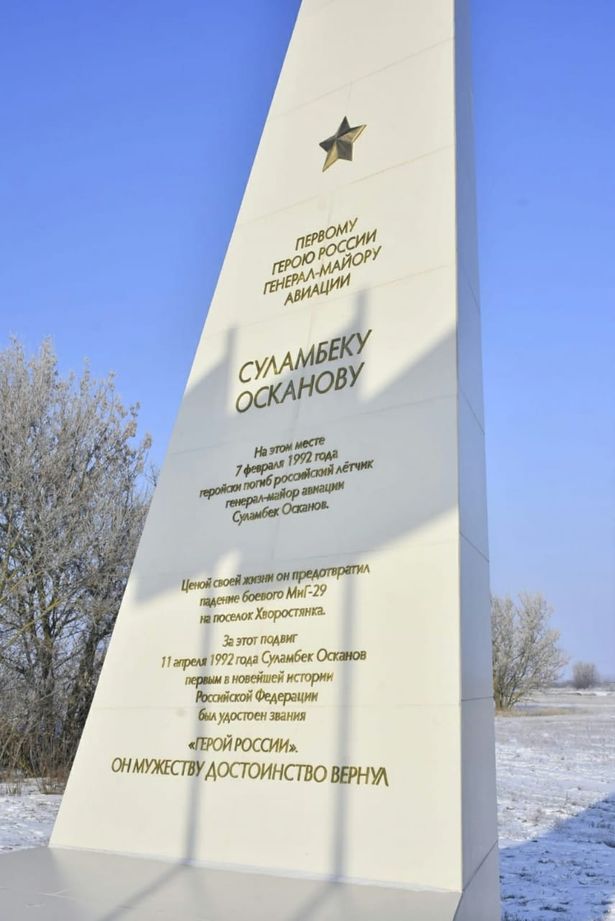 ПЕРВОМУ
ГЕРОЮ РОССИИ
ГЕНЕРАЛ-МАЙОРУ
АВИАЦИИ
СУЛАМБЕКУ
ОСКАНОВУ
На этом месте
7 февраля 1992 года
геройски погиб российский лётчик
генерал-майор авиации
Суламбек Осканов.
Ценой своей жизни он предотвратил
падение боевого МиГ-29
на поселок Хворостянка.
За этот подвиг
11 апреля 1992 года Суламбек Осканов
первым в новейшей истории
Российской Федерации
был удостоен звания
«ГЕРОЙ РОССИИ».
ОН МУЖЕСТВУ ДОСТОИНСТВО ВЕРНУЛ